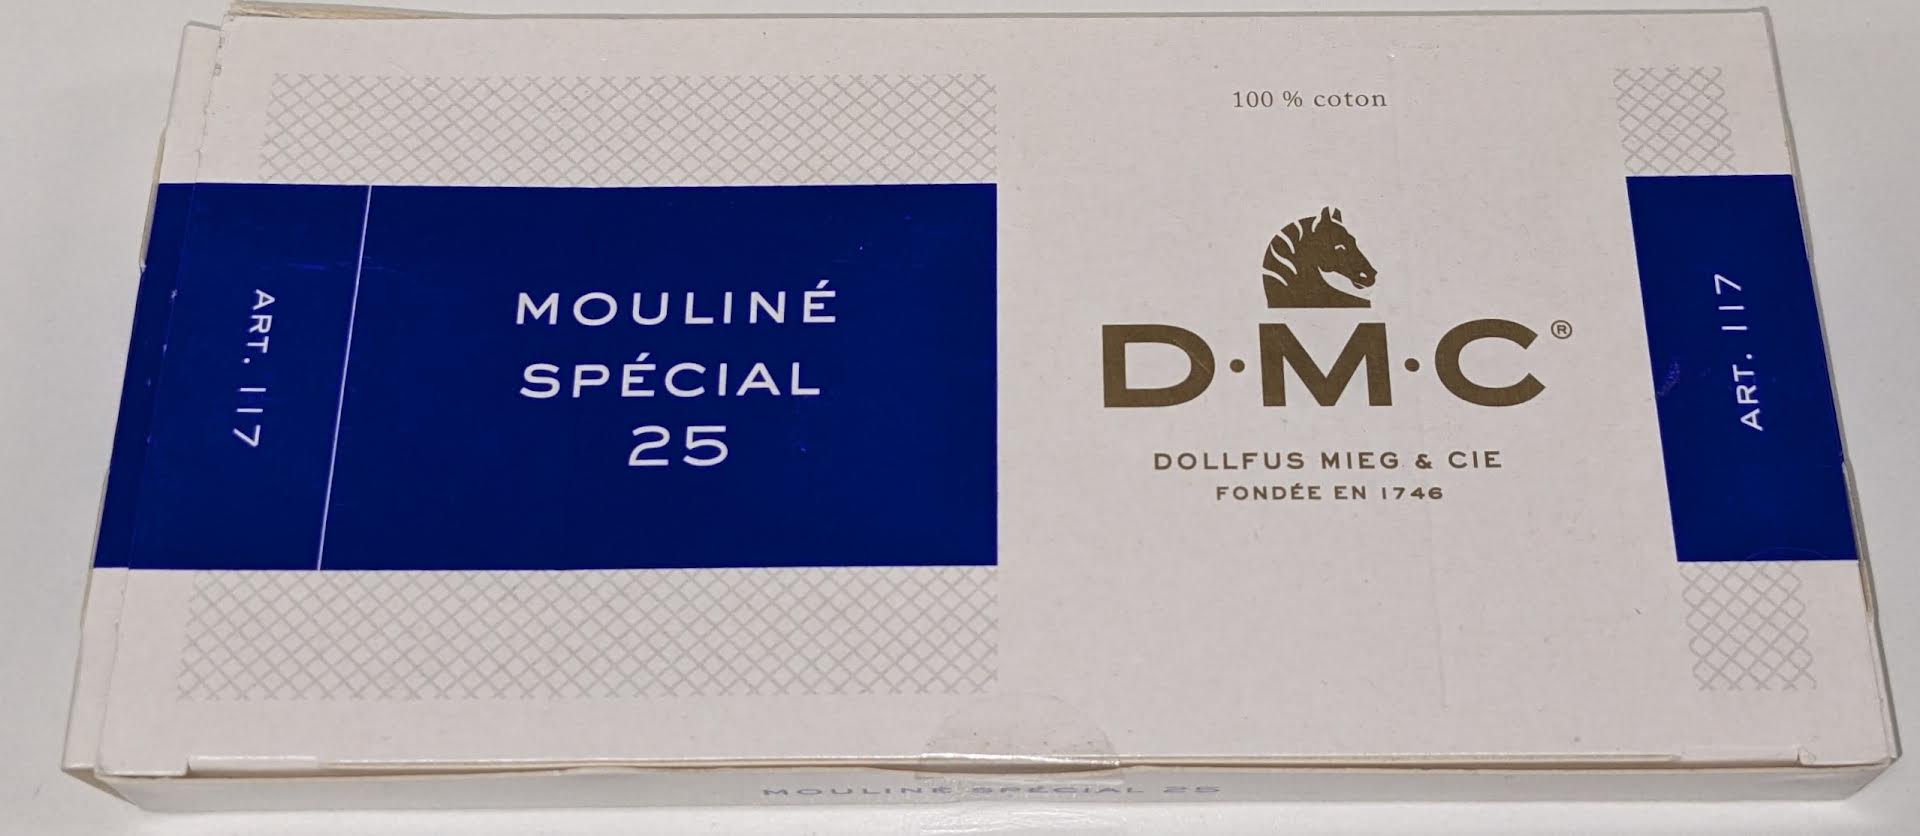 ART. 117
MOULINÉ
SPÉCIAL
25
100 % coton
D·M·C®
DOLLFUS MIEG & CIE
FONDÉE EN 1746
ART. 117
MOULINÉ SPÉCIAL 25